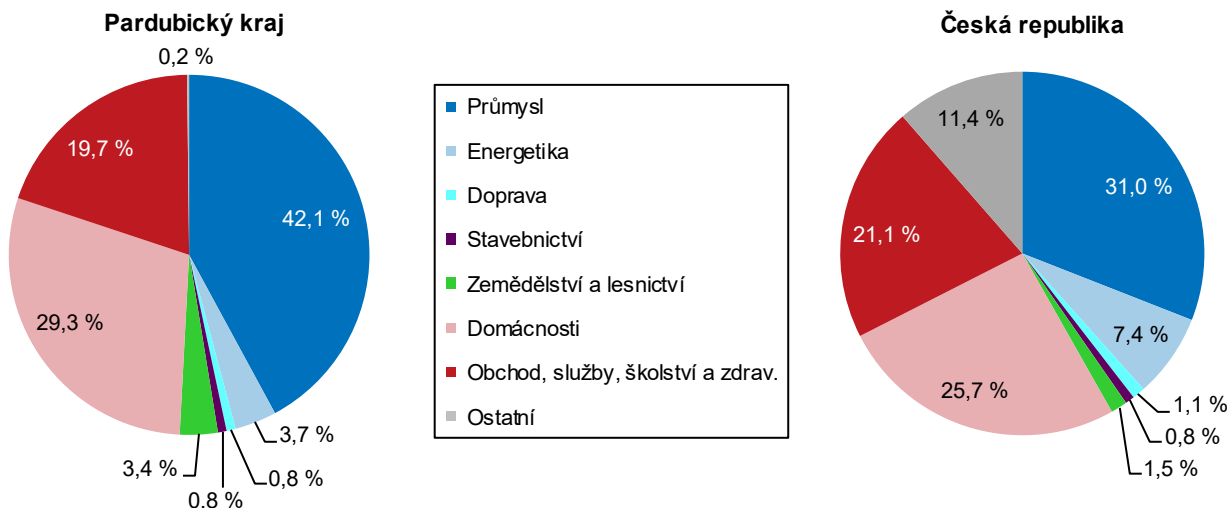 Pardubický kraj
0,2 %
19,7 %
42,1 %
29,3 %
3,7 %
3,4 %
0,8 %
0,8 %
Průmysl
Energetika
Doprava
Stavebnictví
Zemědělství a lesnictví
Domácnosti
Obchod, služby, školství a zdrav.
Ostatní
Česká republika
11,4 %
31,0 %
21,1 %
7,4 %
25,7 %
1,1 %
0,8 %
1,5 %